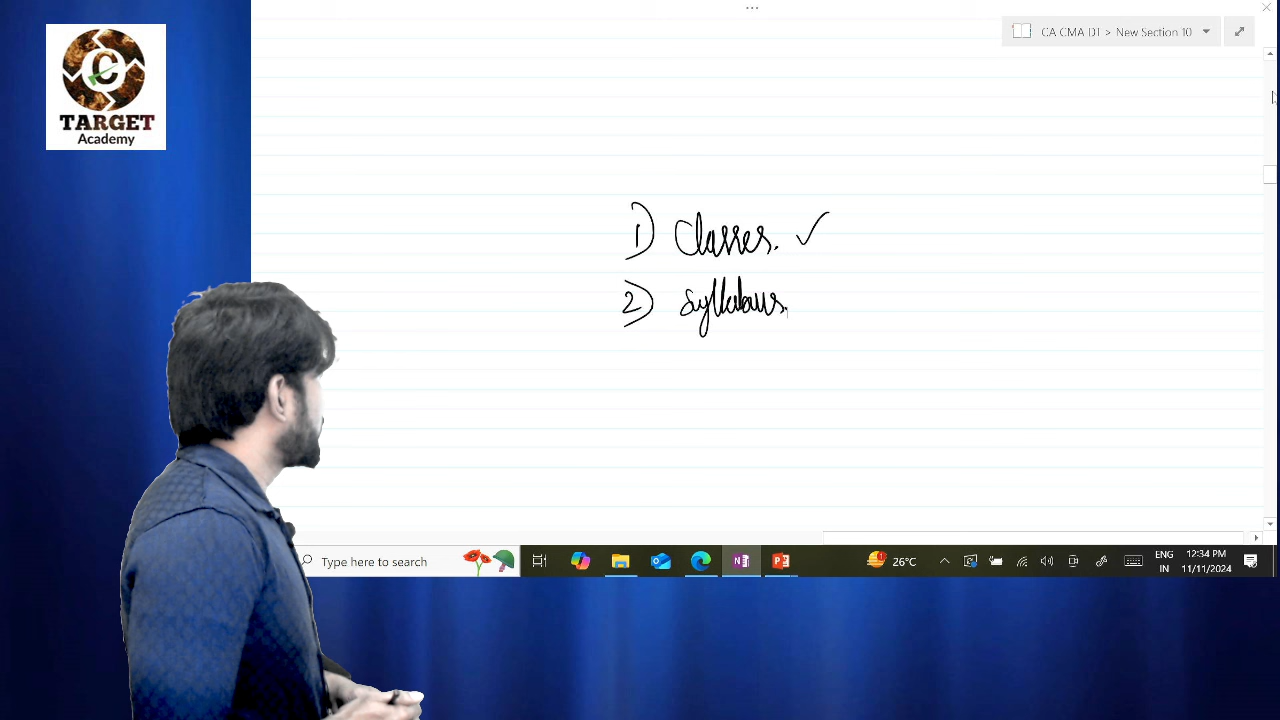 C
TARGET
Academy
CA CMA DT > New Section 10
1) Classes. ✓
2) Syllabus.
Type here to search
26°C
ENG
IN
12:34 PM
11/11/2024